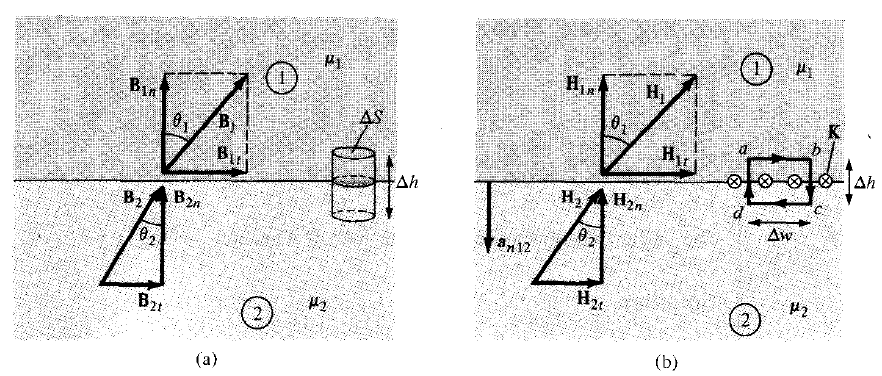 ① μ₁
B₁ₙ
θ₁
B₁
B₁ₜ
ΔS
Δh
B₂ B₂ₙ
θ₂
B₂ₜ
② μ₂
(a)
① μ₁
H₁ₙ
H₁
θ₁
H₁ₜ
K
a b
Δh
d c
Δw
H₂ H₂ₙ
θ₂
aₙ₁₂
H₂ₜ
② μ₂
(b)